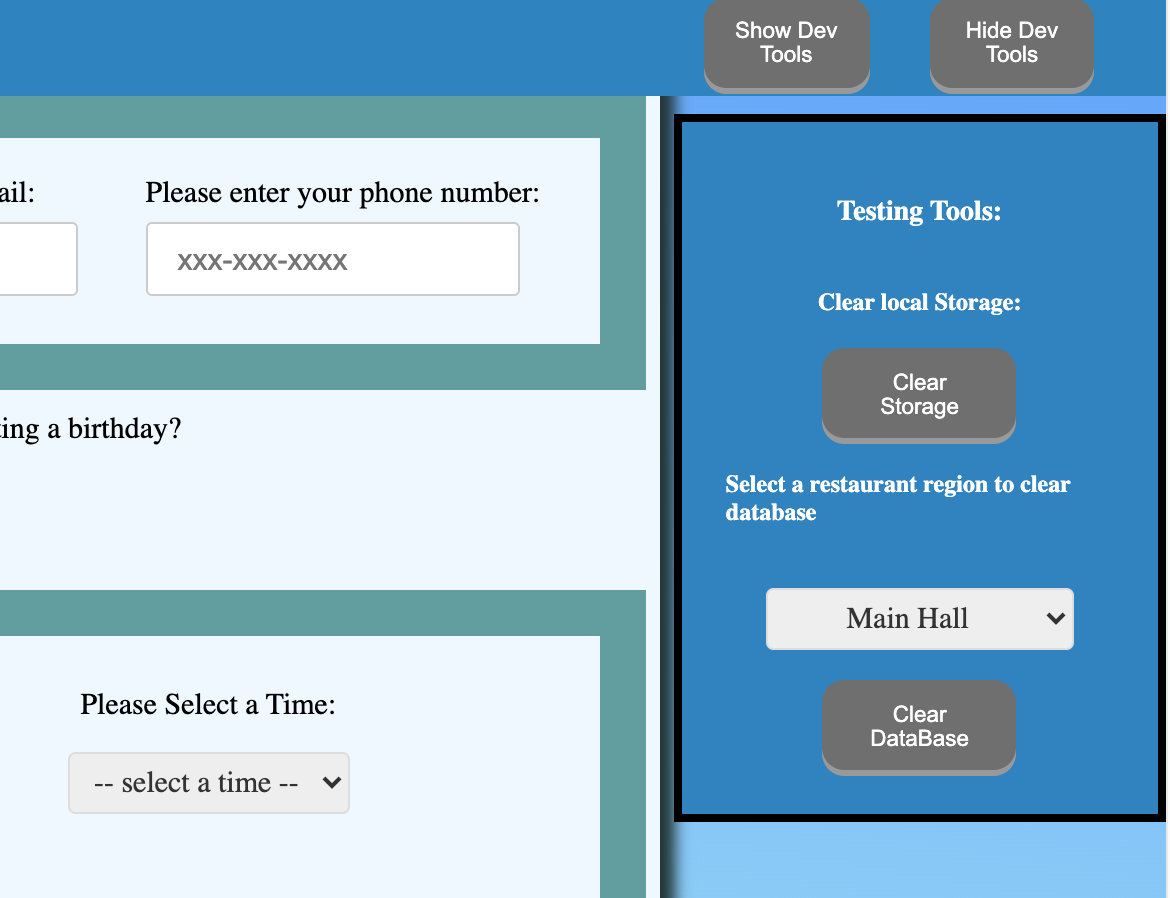 Show Dev
Tools
Hide Dev
Tools
ail:
Please enter your phone number:
xxx-xxx-xxxx
ing a birthday?
Please Select a Time:
-- select a time --
Testing Tools:
Clear local Storage:
Clear
Storage
Select a restaurant region to clear
database
Main Hall
Clear
DataBase